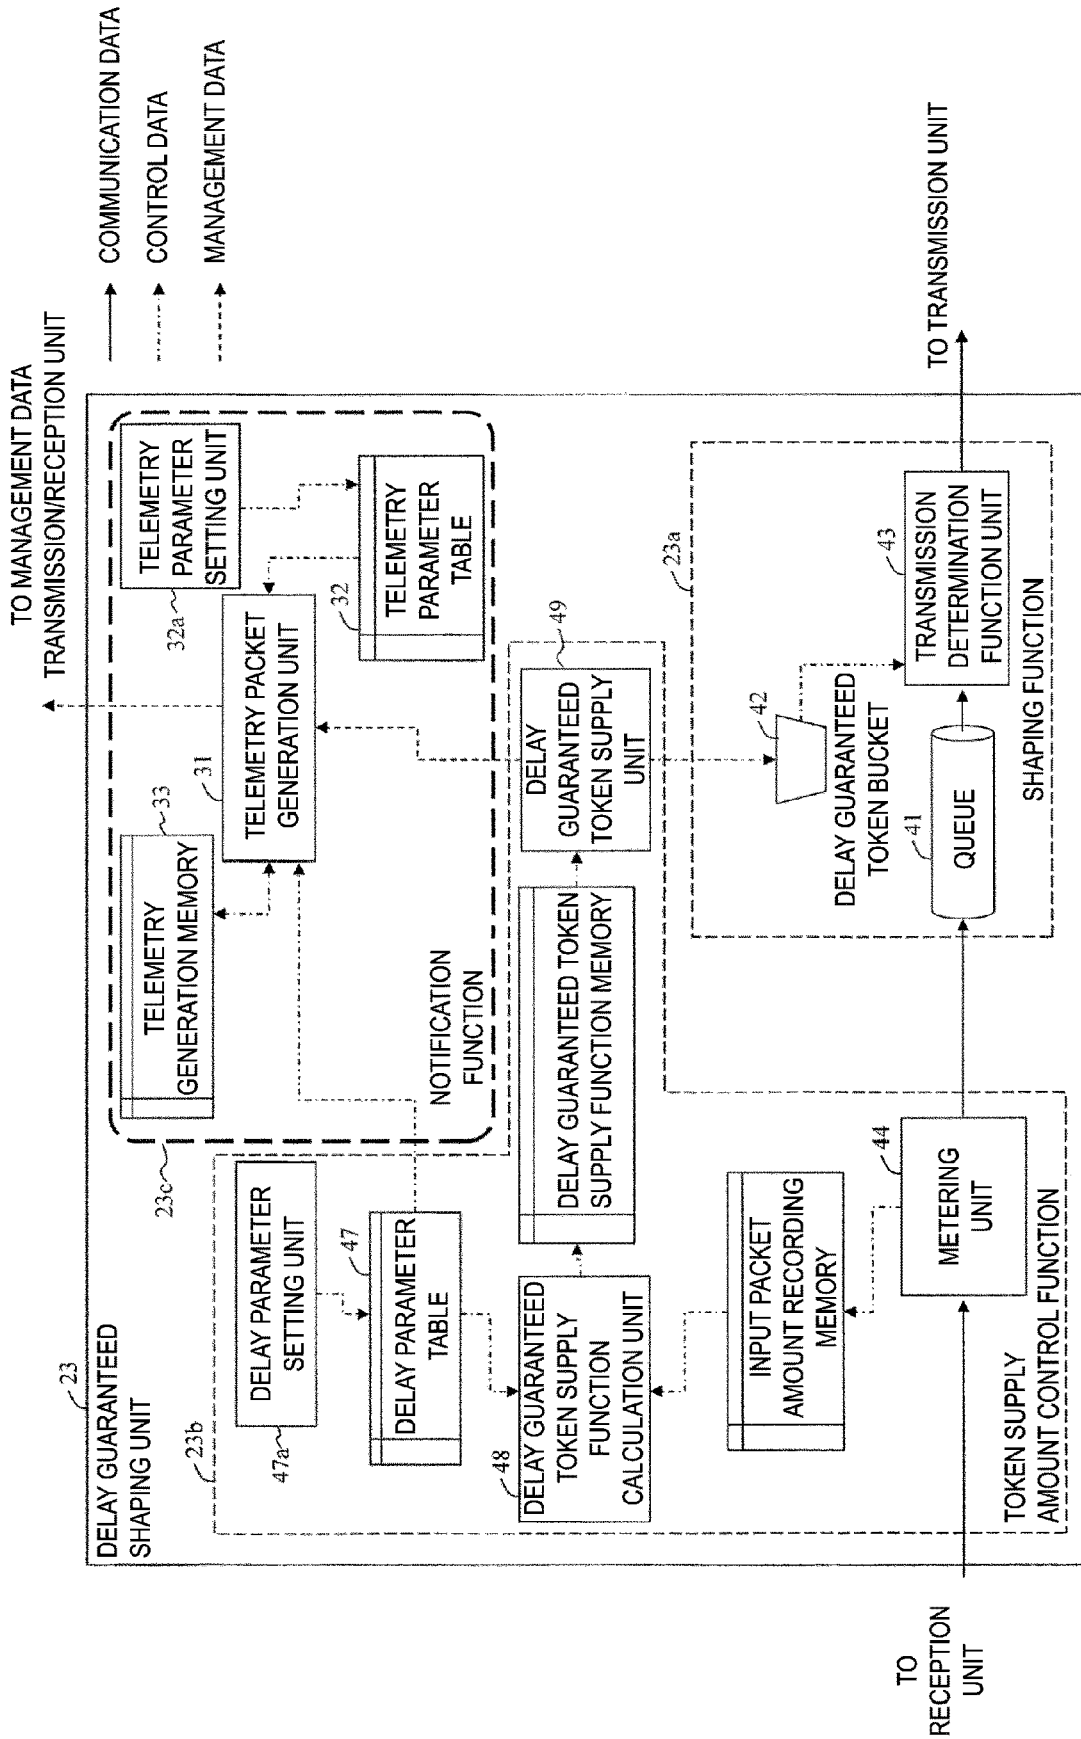 TO MANAGEMENT DATA
TRANSMISSION/RECEPTION UNIT
COMMUNICATION DATA
CONTROL DATA
MANAGEMENT DATA
23
DELAY GUARANTEED
SHAPING UNIT
23c
TELEMETRY
GENERATION MEMORY
33
31
TELEMETRY PACKET
GENERATION UNIT
TELEMETRY
PARAMETER
SETTING UNIT
32a
32
TELEMETRY
PARAMETER
TABLE
NOTIFICATION
FUNCTION
23b
DELAY PARAMETER
SETTING UNIT
47a
47
DELAY PARAMETER
TABLE
48
DELAY GUARANTEED
TOKEN SUPPLY
FUNCTION
CALCULATION UNIT
DELAY GUARANTEED TOKEN
SUPPLY FUNCTION MEMORY
49
DELAY
GUARANTEED
TOKEN SUPPLY
UNIT
INPUT PACKET
AMOUNT RECORDING
MEMORY
44
METERING
UNIT
TOKEN SUPPLY
AMOUNT CONTROL FUNCTION
23a
42
DELAY GUARANTEED
TOKEN BUCKET
41
QUEUE
43
TRANSMISSION
DETERMINATION
FUNCTION UNIT
SHAPING FUNCTION
TO
RECEPTION
UNIT
TO TRANSMISSION UNIT